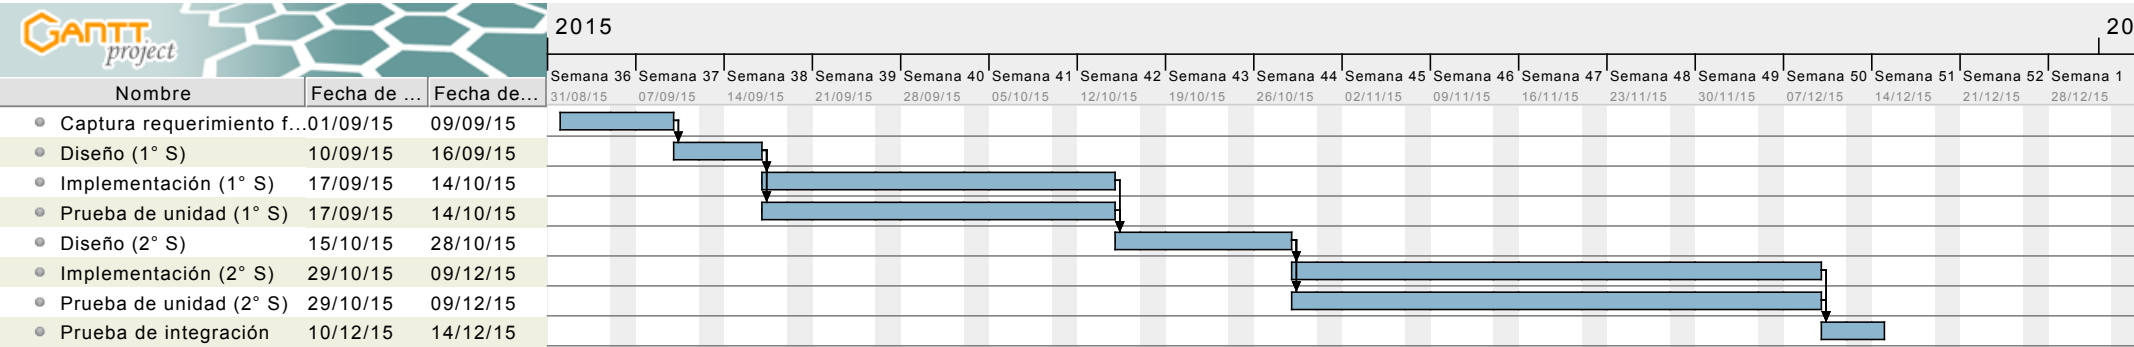 GANTT
project
2015
20
Semana 36 Semana 37 Semana 38 Semana 39 Semana 40 Semana 41 Semana 42 Semana 43 Semana 44 Semana 45 Semana 46 Semana 47 Semana 48 Semana 49 Semana 50 Semana 51 Semana 52 Semana 1
31/08/15 07/09/15 14/09/15 21/09/15 28/09/15 05/10/15 12/10/15 19/10/15 26/10/15 02/11/15 09/11/15 16/11/15 23/11/15 30/11/15 07/12/15 14/12/15 21/12/15 28/12/15
Nombre Fecha de ... Fecha de...
Captura requerimiento f... 01/09/15 09/09/15
Diseño (1° S) 10/09/15 16/09/15
Implementación (1° S) 17/09/15 14/10/15
Prueba de unidad (1° S) 17/09/15 14/10/15
Diseño (2° S) 15/10/15 28/10/15
Implementación (2° S) 29/10/15 09/12/15
Prueba de unidad (2° S) 29/10/15 09/12/15
Prueba de integración 10/12/15 14/12/15